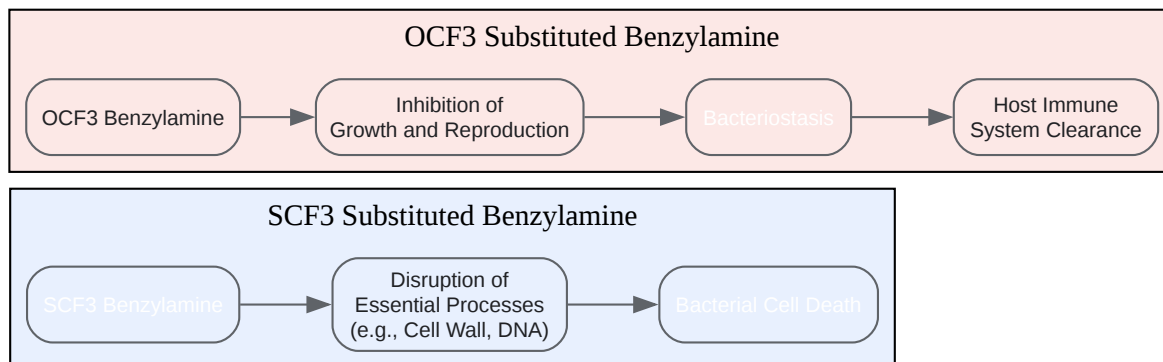 OCF3 Substituted Benzylamine
OCF3 Benzylamine
Inhibition of
Growth and Reproduction
Bacteriostasis
Host Immune
System Clearance
SCF3 Substituted Benzylamine
SCF3 Benzylamine
Disruption of
Essential Processes
(e.g., Cell Wall, DNA)
Bacterial Cell Death